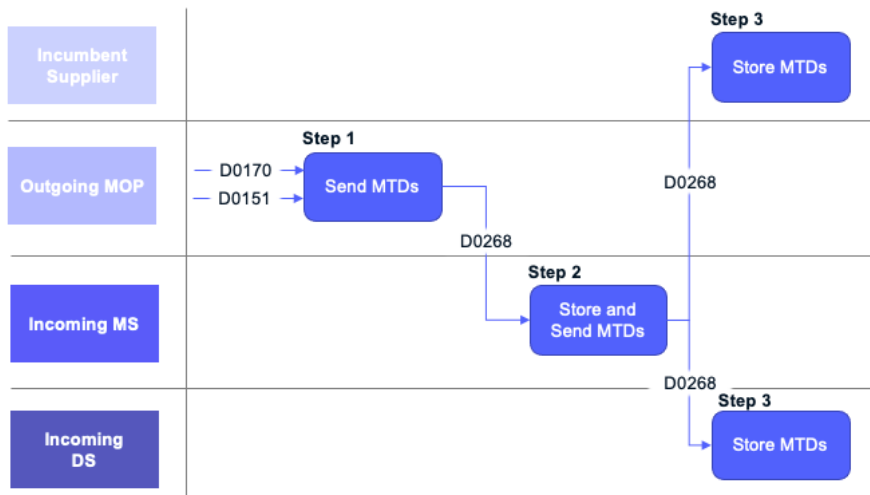 Step 3
Incumbent
Supplier
Store MTDs
Step 1
D0170
Outgoing MOP
Send MTDs
D0268
D0151
D0268
Step 2
Incoming MS
Store and
Send MTDs
D0268
Step 3
Incoming
DS
Store MTDs